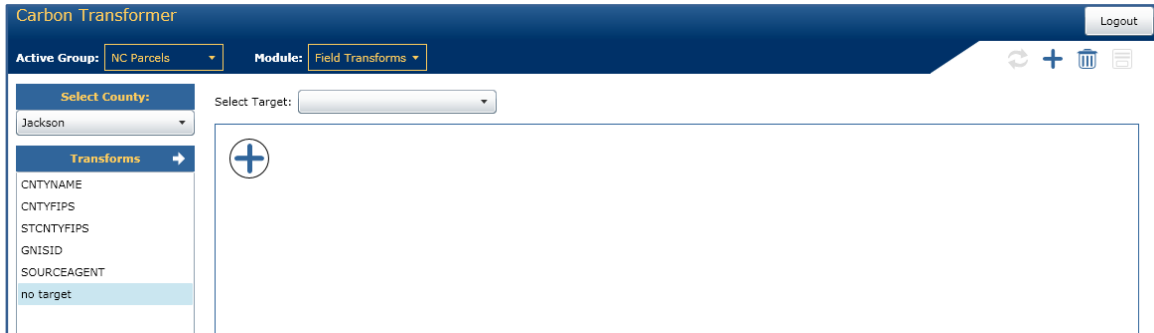 Carbon Transformer
Logout
Active Group: NC Parcels Module: Field Transforms
Select County:
Select Target:
Jackson
Transforms
CNTYNAME
CNTYFIPS
STCNTYFIPS
GNISID
SOURCEAGENT
no target